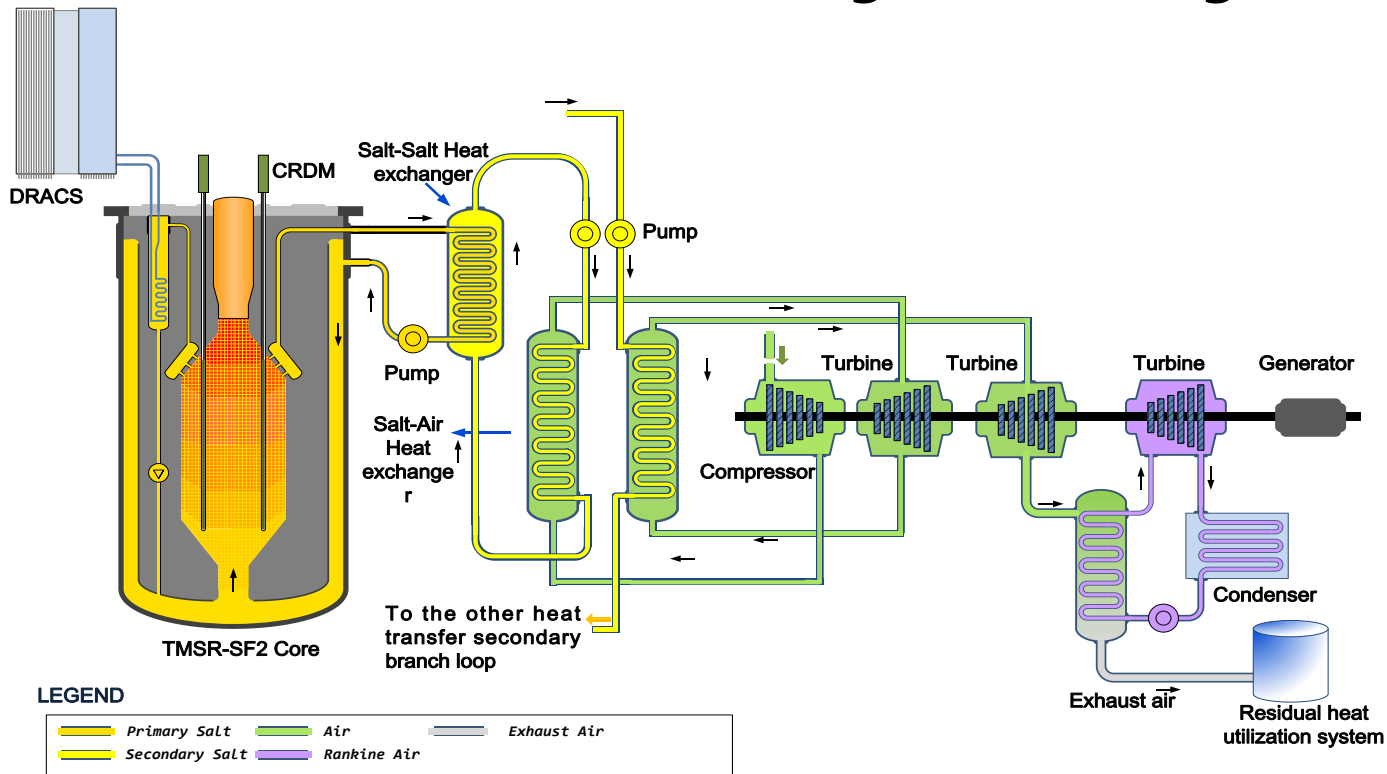 DRACS
CRDM
Salt-Salt Heat
exchanger
Pump
Pump
Salt-Air
Heat
exchange
r
Turbine
Turbine
Turbine
Generator
Compressor
Condenser
To the other heat
transfer secondary
branch loop
TMSR-SF2 Core
Exhaust air
Residual heat
utilization system
LEGEND
Primary Salt
Air
Exhaust Air
Secondary Salt
Rankine Air